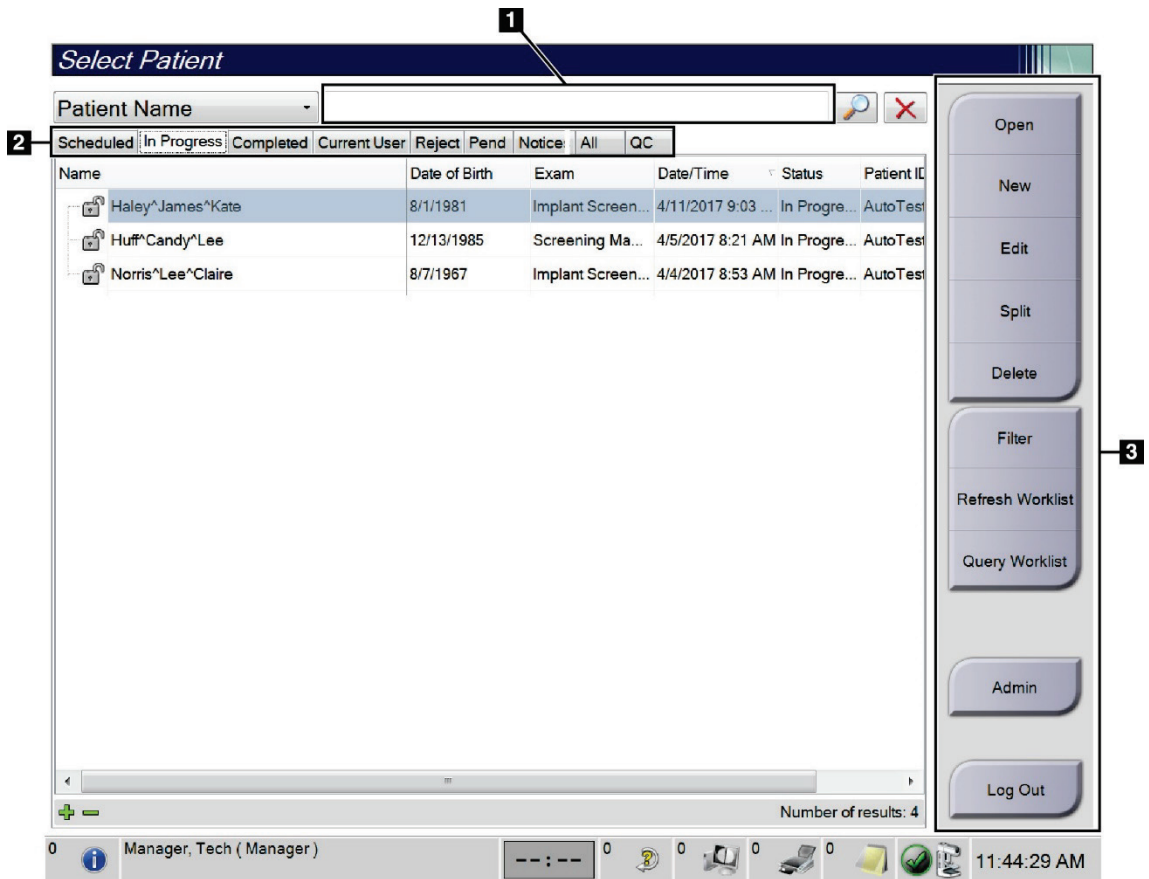 1
Select Patient
Patient Name
2
Scheduled In Progress Completed Current User Reject Pend Notice All QC
Name Date of Birth Exam Date/Time Status Patient ID
Haley^James^Kate 8/1/1981 Implant Screen... 4/11/2017 9:03 ... In Progre... AutoTest
Huff^Candy^Lee 12/13/1985 Screening Ma... 4/5/2017 8:21 AM In Progre... AutoTest
Norris^Lee^Claire 8/7/1967 Implant Screen... 4/4/2017 8:53 AM In Progre... AutoTest
Open
New
Edit
Split
Delete
Filter
3
Refresh Worklist
Query Worklist
Admin
Log Out
Number of results: 4
0 Manager, Tech ( Manager ) --:-- 0 0 0 0 11:44:29 AM